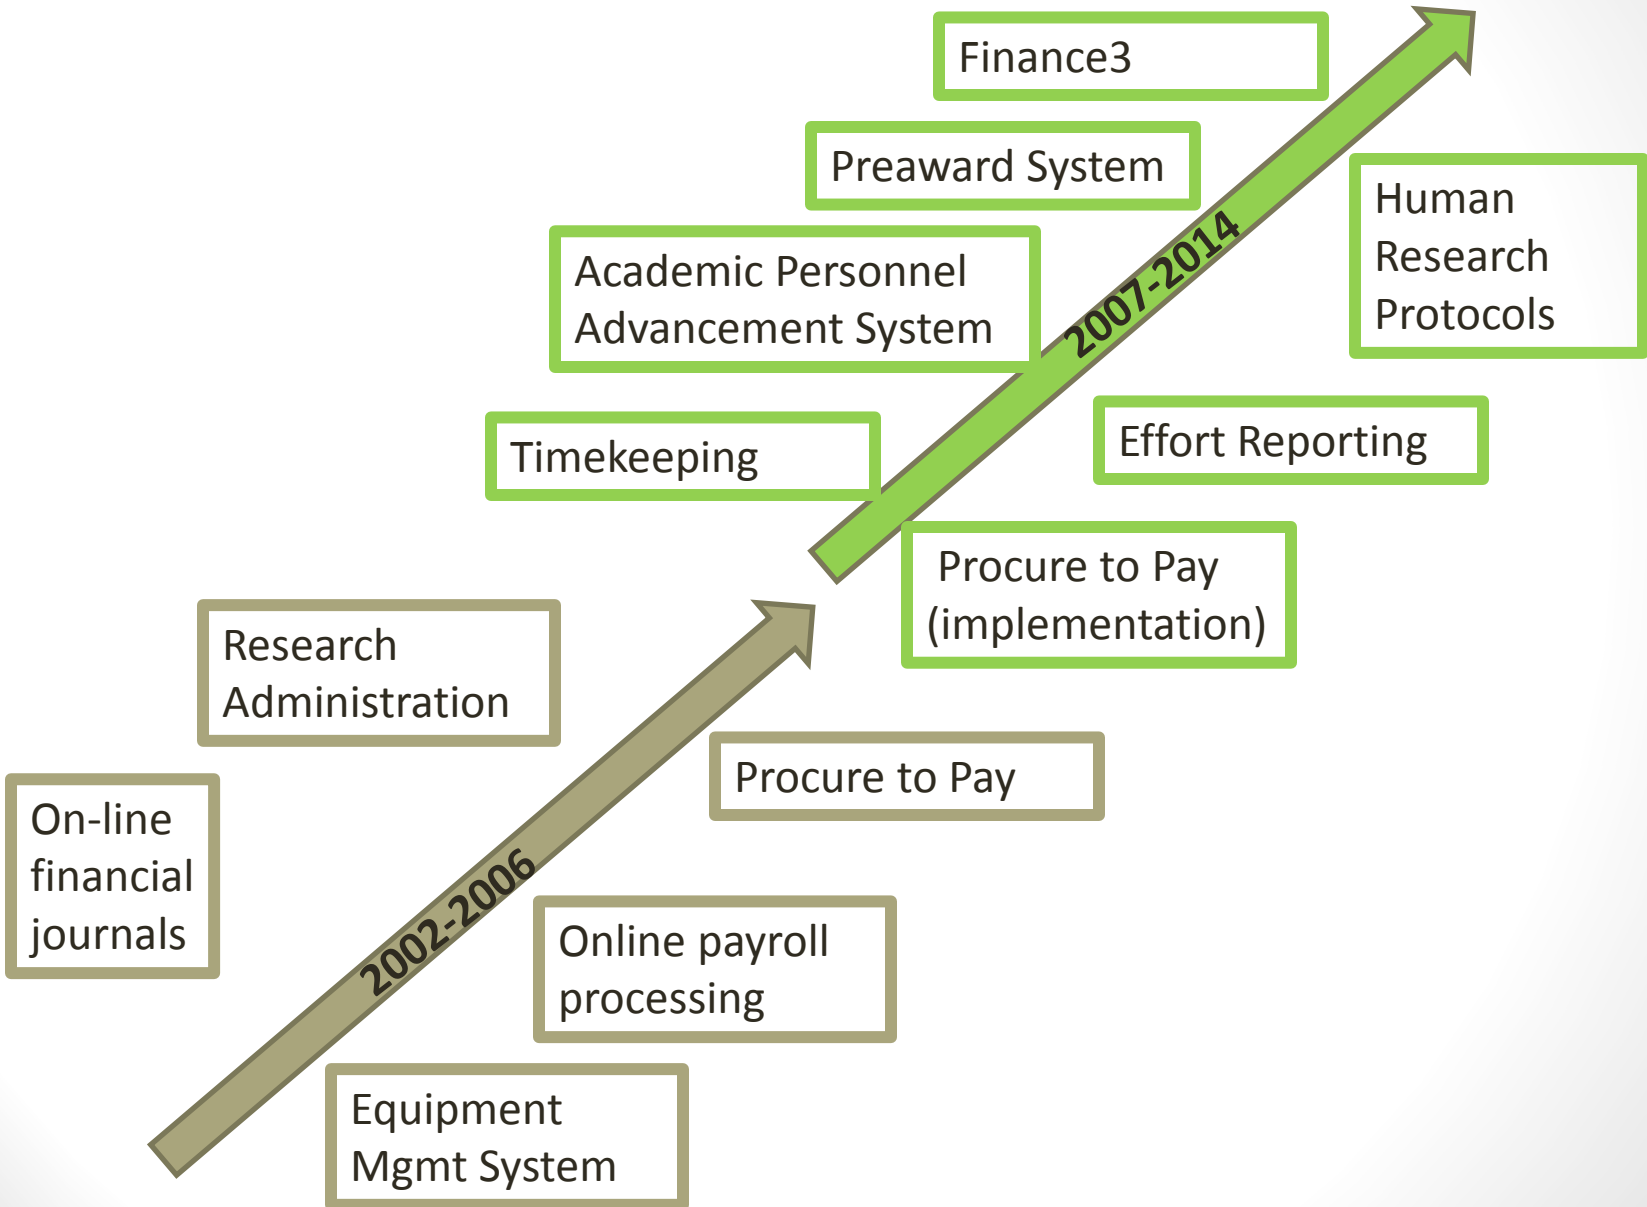 Finance3
Preaward System
Human
Research
Protocols
Academic Personnel
Advancement System
2007-2014
Timekeeping
Effort Reporting
Procure to Pay
(implementation)
Research
Administration
Procure to Pay
On-line
financial
journals
2002-2006
Online payroll
processing
Equipment
Mgmt System